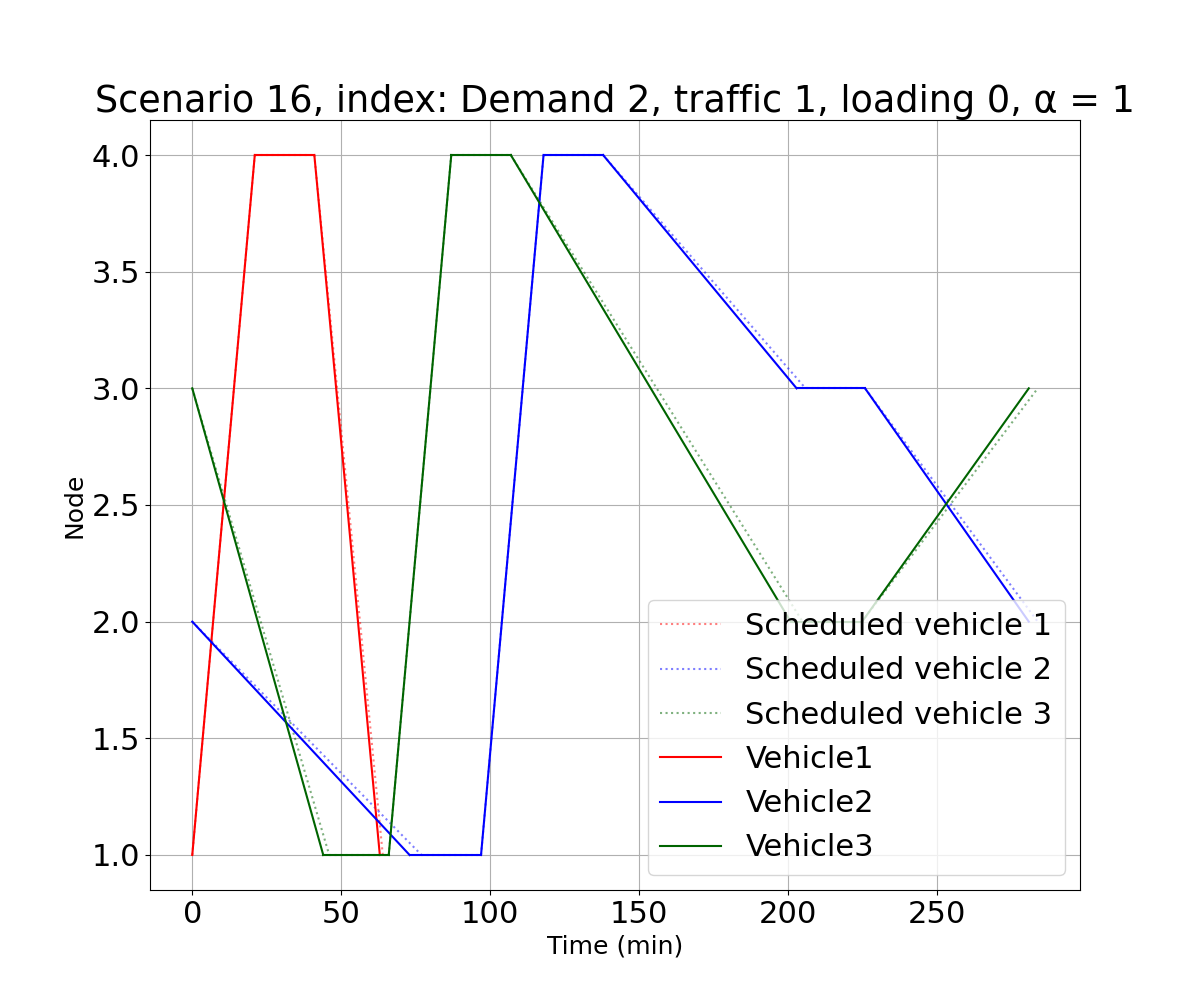 Scenario 16, index: Demand 2, traffic 1, loading 0, α = 1
4.0
3.5
3.0
2.5
2.0
1.5
1.0
Node
Scheduled vehicle 1
Scheduled vehicle 2
Scheduled vehicle 3
Vehicle1
Vehicle2
Vehicle3
0 50 100 150 200 250
Time (min)